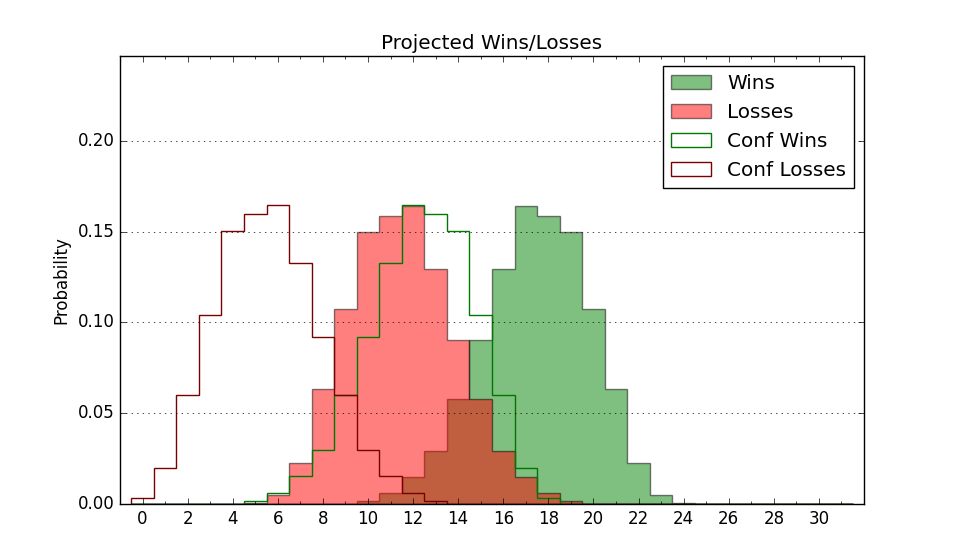 Projected Wins/Losses
Wins
Losses
Conf Wins
Conf Losses
Probability
0.20
0.15
0.10
0.05
0.00
0 2 4 6 8 10 12 14 16 18 20 22 24 26 28 30